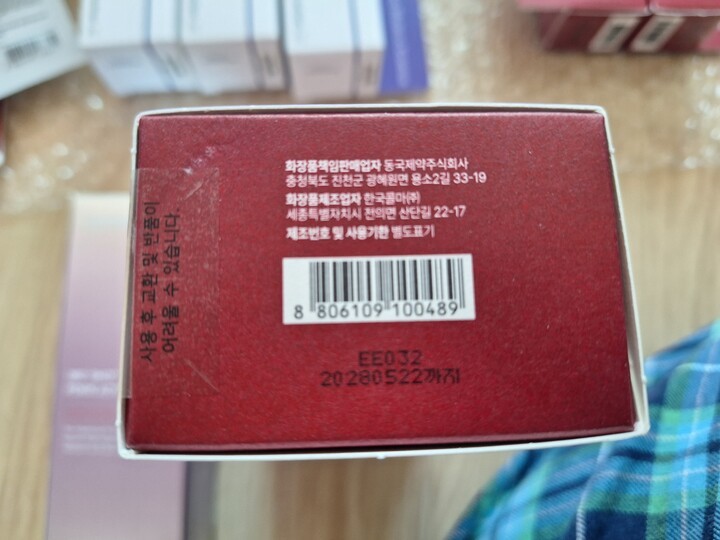 화장품책임판매업자 동국제약주식회사
충청북도 진천군 광혜원면 용소2길 33-19
화장품제조업자 한국콜마(주)
세종특별자치시 전의면 산단길 22-17
제조번호 및 사용기한 별도표기
8 806109 100489
EE032
20280522까지
사용 후 교환 및 반품이
어려울 수 있습니다.